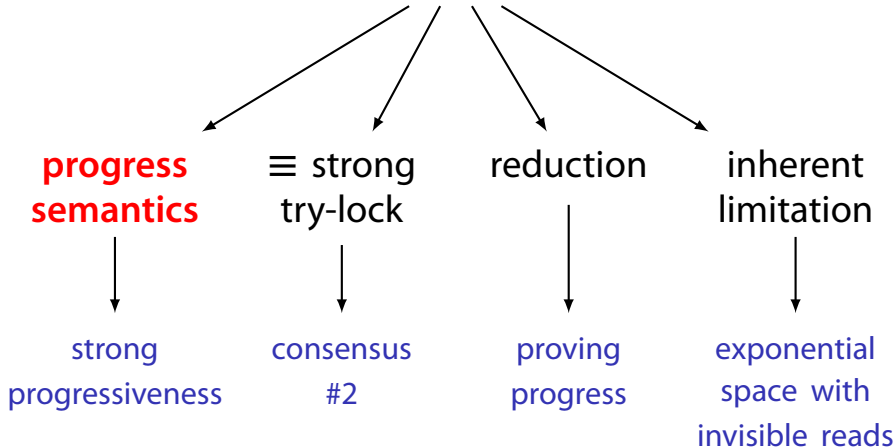 progress
semantics
≡ strong
try-lock
reduction
inherent
limitation
strong
progressiveness
consensus
#2
proving
progress
exponential
space with
invisible reads